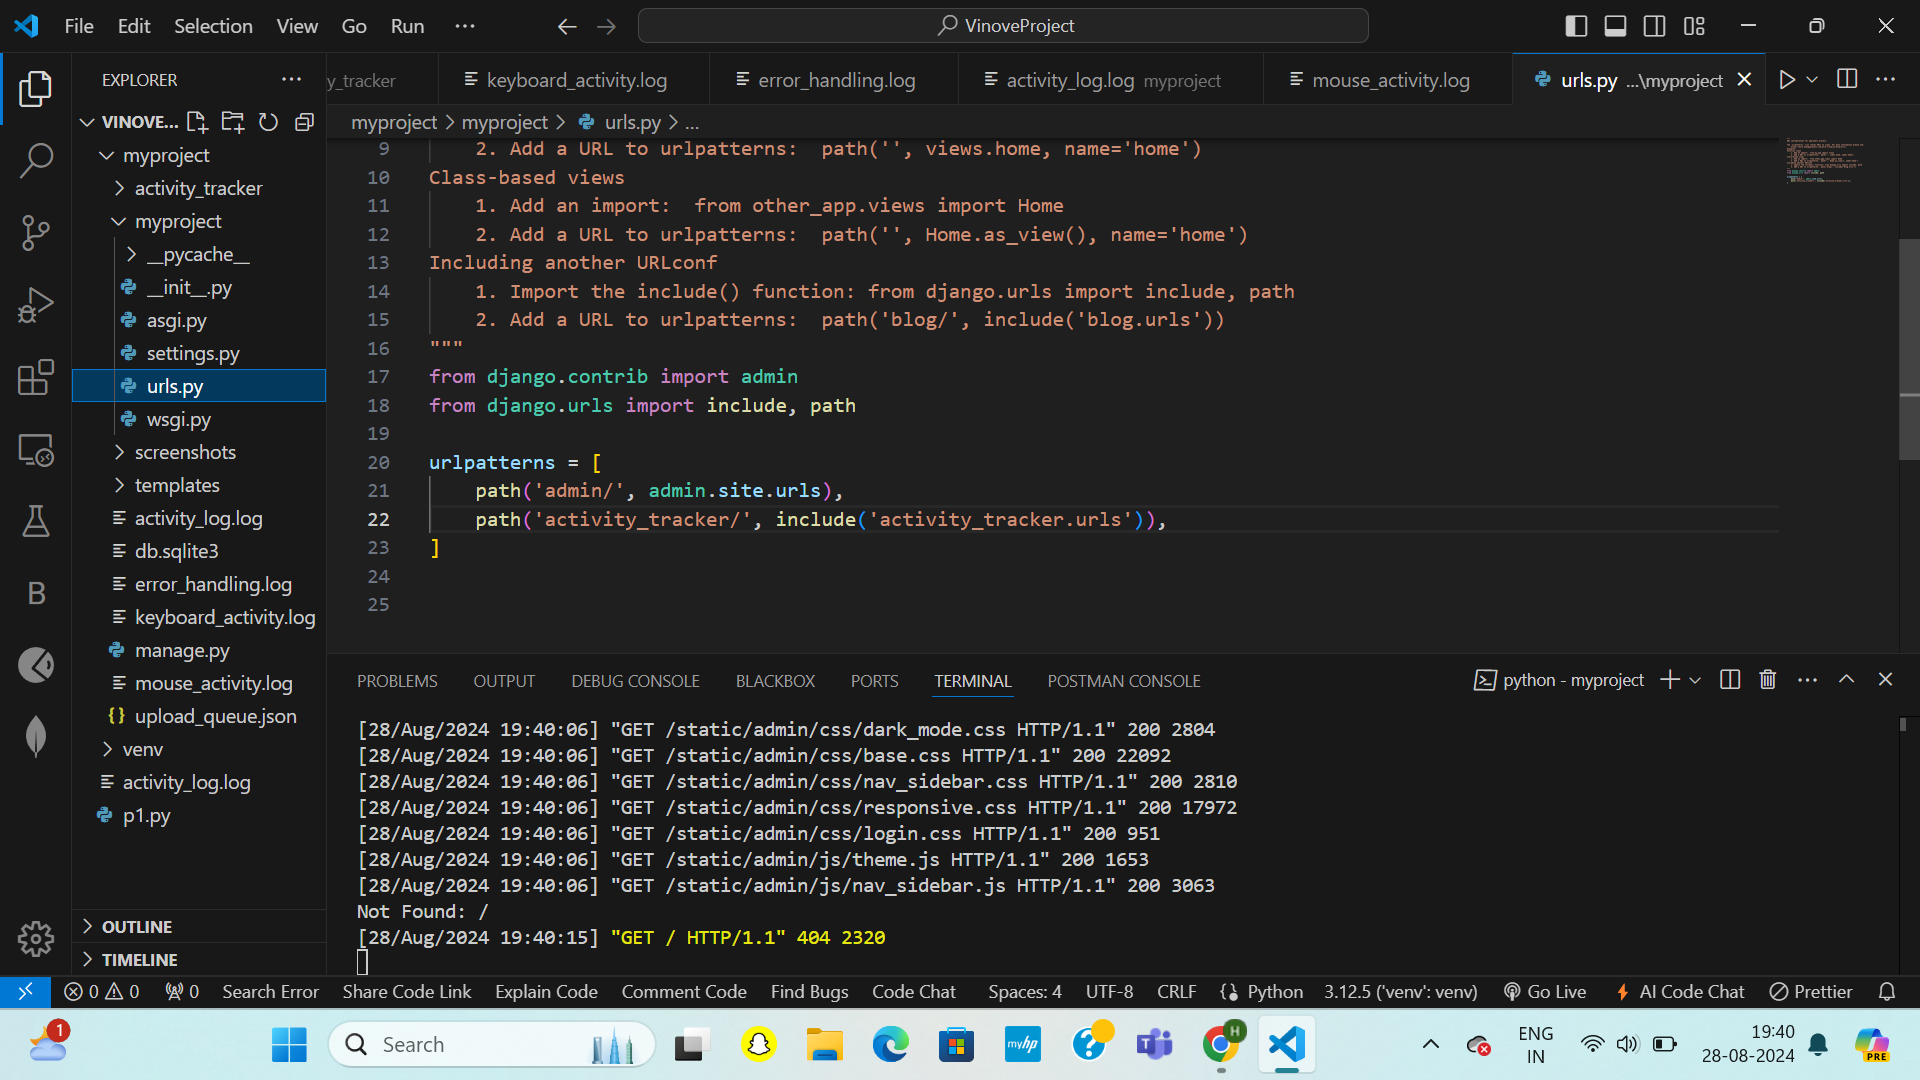 File Edit Selection View Go Run ···
VinoveProject
EXPLORER
VINOVE...
myproject
activity_tracker
myproject
__pycache__
__init__.py
asgi.py
settings.py
urls.py
wsgi.py
screenshots
templates
activity_log.log
db.sqlite3
error_handling.log
keyboard_activity.log
manage.py
mouse_activity.log
upload_queue.json
venv
activity_log.log
p1.py
OUTLINE
TIMELINE
y_tracker keyboard_activity.log error_handling.log activity_log.log myproject mouse_activity.log urls.py ...\myproject
myproject > myproject > urls.py > ...
9 2. Add a URL to urlpatterns:  path('', views.home, name='home')
10 Class-based views
11 1. Add an import:  from other_app.views import Home
12 2. Add a URL to urlpatterns:  path('', Home.as_view(), name='home')
13 Including another URLconf
14 1. Import the include() function: from django.urls import include, path
15 2. Add a URL to urlpatterns:  path('blog/', include('blog.urls'))
16 """
17 from django.contrib import admin
18 from django.urls import include, path
19
20 urlpatterns = [
21 path('admin/', admin.site.urls),
22 path('activity_tracker/', include('activity_tracker.urls')),
23 ]
24
25
PROBLEMS OUTPUT DEBUG CONSOLE BLACKBOX PORTS TERMINAL POSTMAN CONSOLE python - myproject
[28/Aug/2024 19:40:06] "GET /static/admin/css/dark_mode.css HTTP/1.1" 200 2804
[28/Aug/2024 19:40:06] "GET /static/admin/css/base.css HTTP/1.1" 200 22092
[28/Aug/2024 19:40:06] "GET /static/admin/css/nav_sidebar.css HTTP/1.1" 200 2810
[28/Aug/2024 19:40:06] "GET /static/admin/css/responsive.css HTTP/1.1" 200 17972
[28/Aug/2024 19:40:06] "GET /static/admin/css/login.css HTTP/1.1" 200 951
[28/Aug/2024 19:40:06] "GET /static/admin/js/theme.js HTTP/1.1" 200 1653
[28/Aug/2024 19:40:06] "GET /static/admin/js/nav_sidebar.js HTTP/1.1" 200 3063
Not Found: /
[28/Aug/2024 19:40:15] "GET / HTTP/1.1" 404 2320
0 0 0 Search Error Share Code Link Explain Code Comment Code Find Bugs Code Chat Spaces: 4 UTF-8 CRLF Python 3.12.5 ('venv': venv) Go Live AI Code Chat Prettier
1 Search myhp H ENG 19:40
IN 28-08-2024 PRE